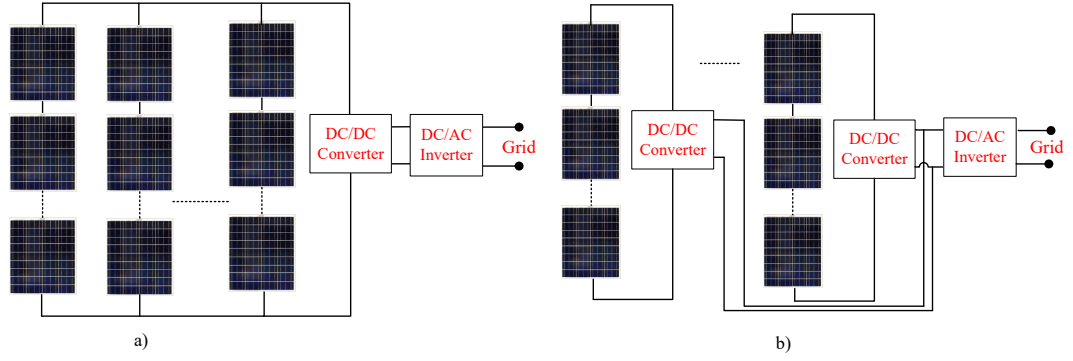 DC/DC
Converter
DC/AC
Inverter
Grid
a)
DC/DC
Converter
DC/DC
Converter
DC/AC
Inverter
Grid
b)